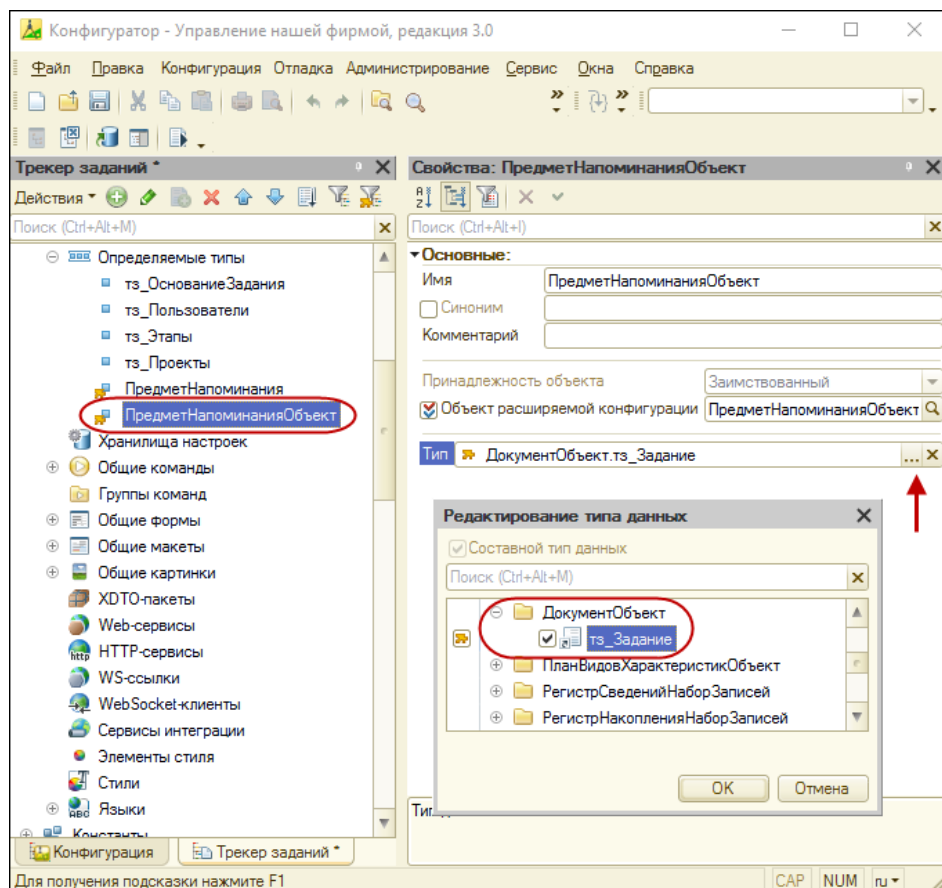 Конфигуратор - Управление нашей фирмой, редакция 3.0
Файл Правка Конфигурация Отладка Администрирование Сервис Окна Справка
Трекер заданий *
Действия
Поиск (Ctrl+Alt+M)
Определяемые типы
тз_ОснованиеЗадания
тз_Пользователи
тз_Этапы
тз_Проекты
ПредметНапоминания
ПредметНапоминанияОбъект
Хранилища настроек
Общие команды
Группы команд
Общие формы
Общие макеты
Общие картинки
XDTO-пакеты
Web-сервисы
HTTP-сервисы
WS-ссылки
WebSocket-клиенты
Сервисы интеграции
Элементы стиля
Стили
Языки
Константы
Конфигурация
Трекер заданий *
Свойства: ПредметНапоминанияОбъект
Поиск (Ctrl+Alt+I)
Основные:
Имя ПредметНапоминанияОбъект
Синоним
Комментарий
Принадлежность объекта Заимствованный
Объект расширяемой конфигурации ПредметНапоминанияОбъект
Тип ДокументОбъект.тз_Задание ...
Редактирование типа данных
Составной тип данных
Поиск (Ctrl+Alt+M)
ДокументОбъект
тз_Задание
ПланВидовХарактеристикОбъект
РегистрСведенийНаборЗаписей
РегистрНакопленияНаборЗаписей
OK Отмена
Для получения подсказки нажмите F1
CAP NUM ru